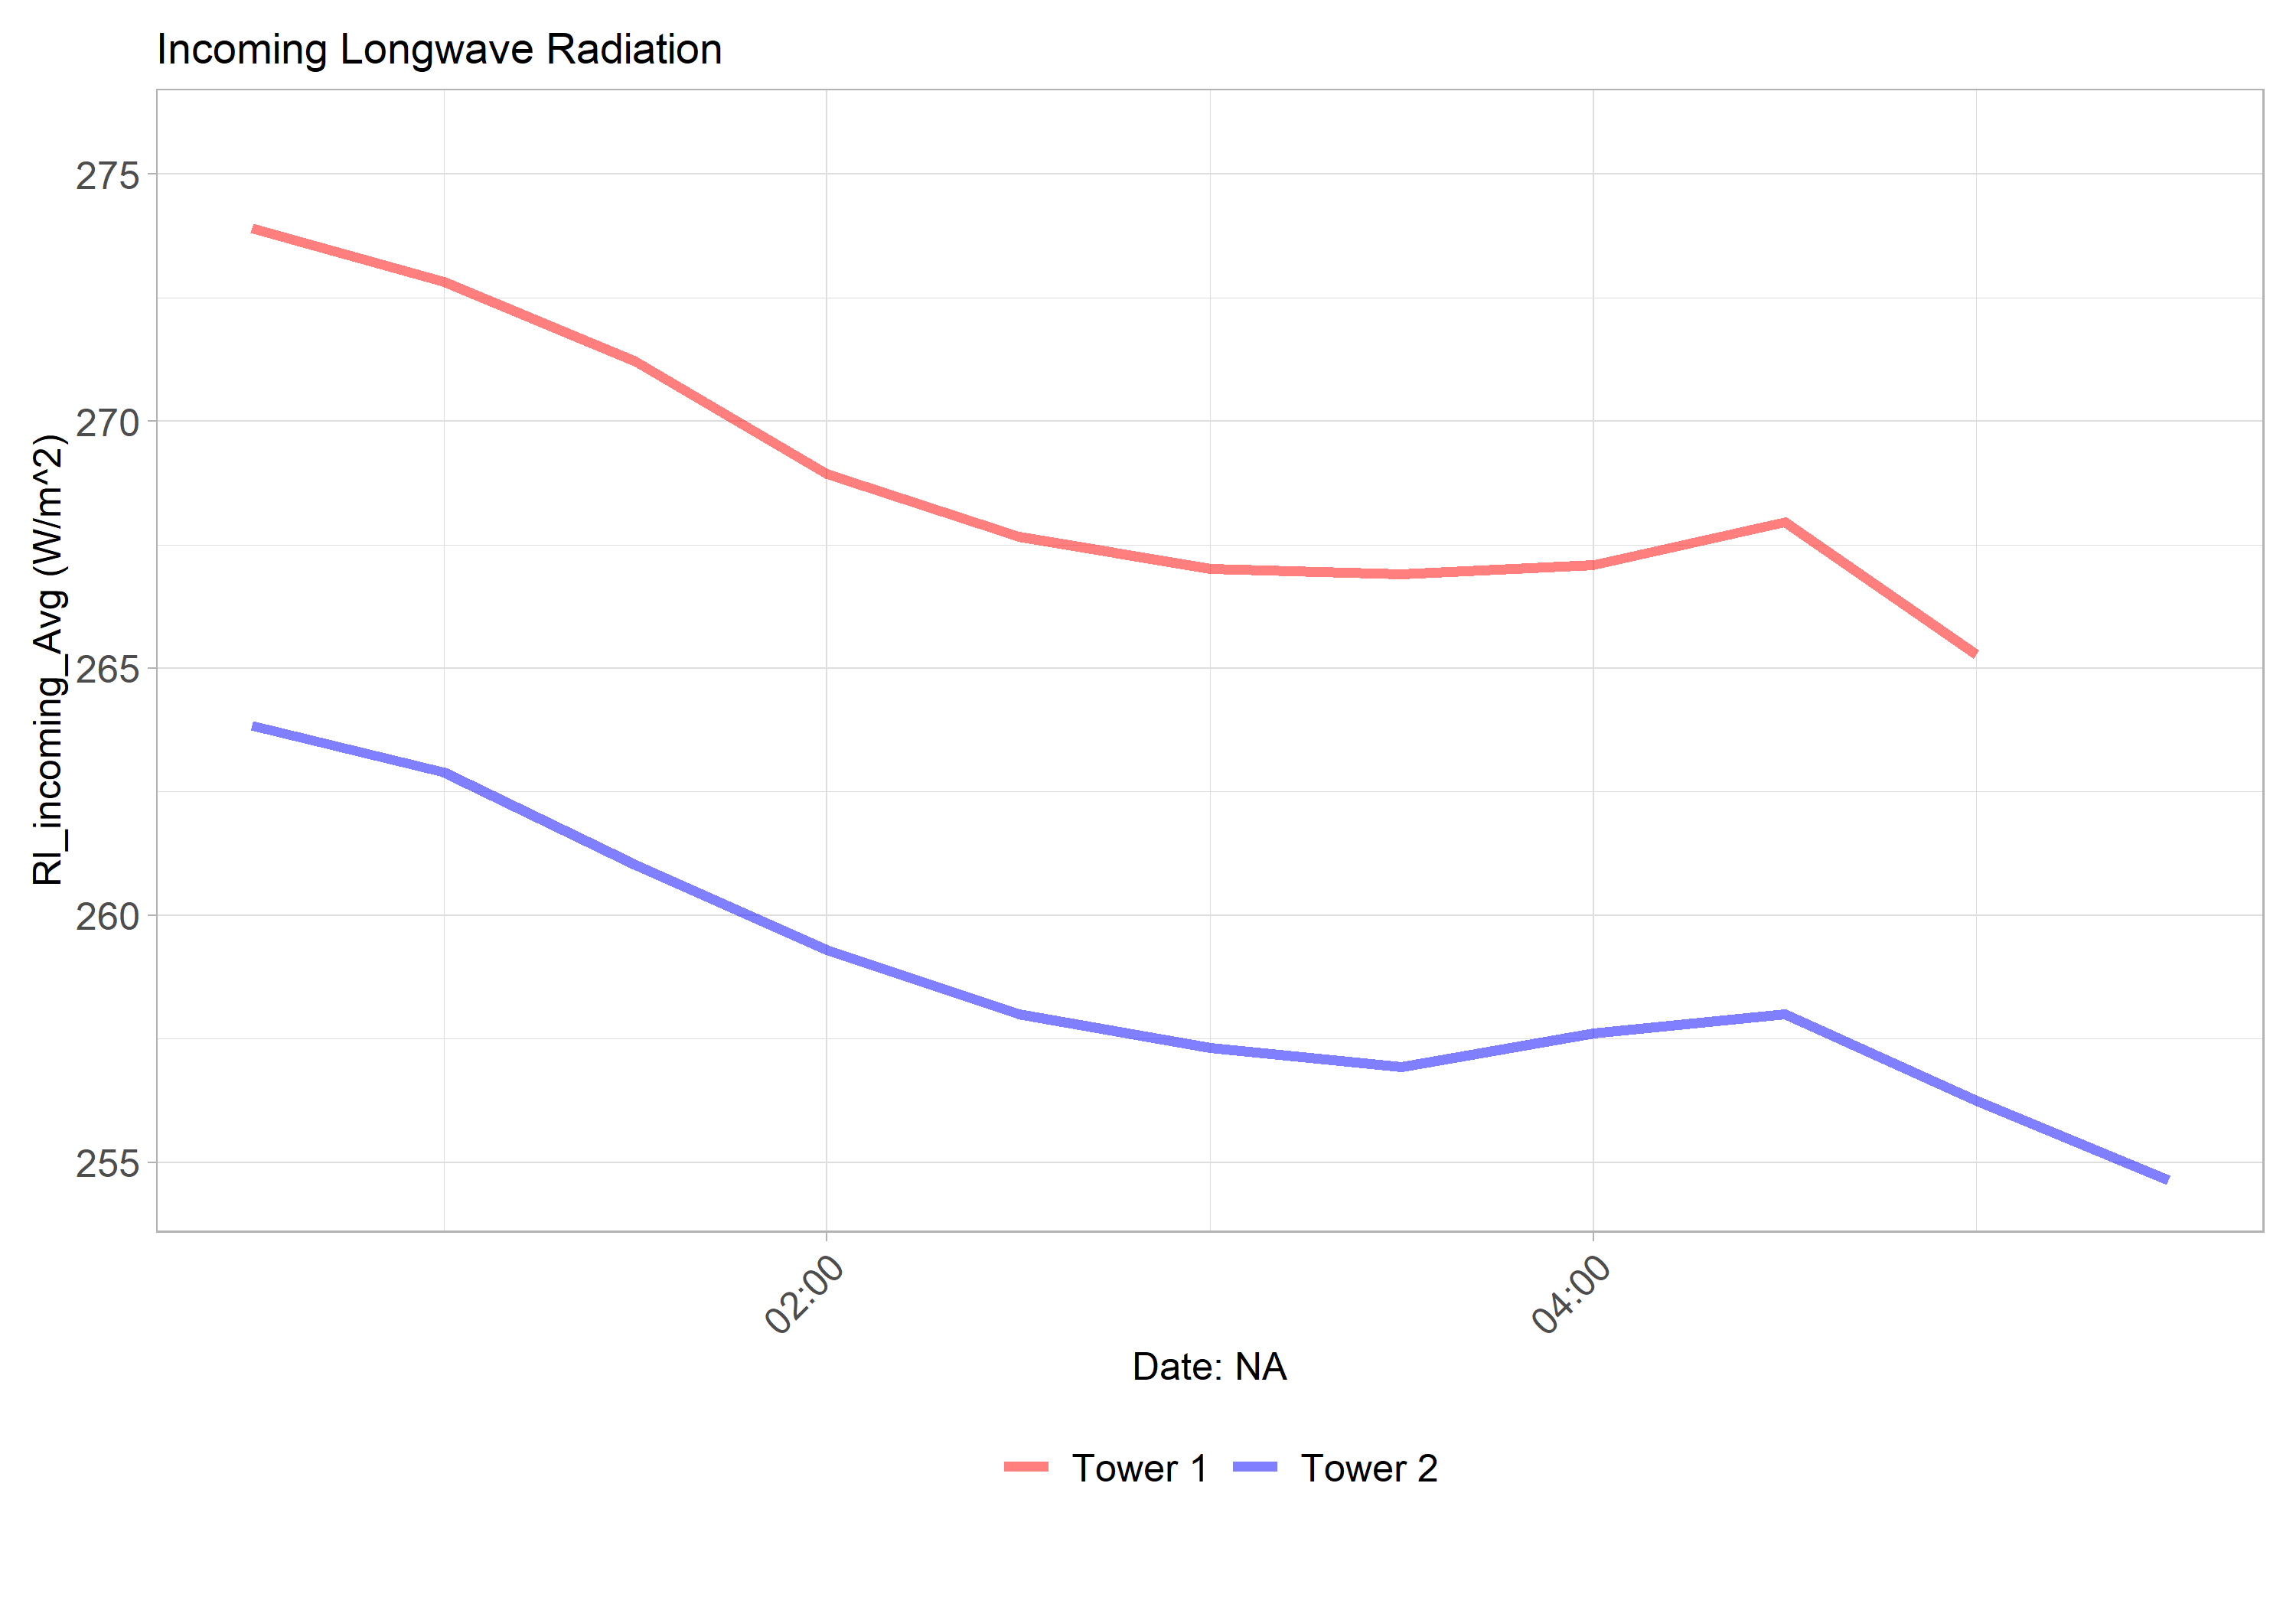 Incoming Longwave Radiation
Rl_incoming_Avg (W/m^2)
275
270
265
260
255
02:00
04:00
Date: NA
Tower 1
Tower 2